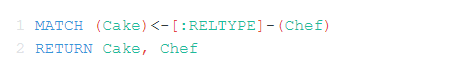 1 MATCH (Cake)<-[:RELTYPE]-(Chef)
2 RETURN Cake, Chef